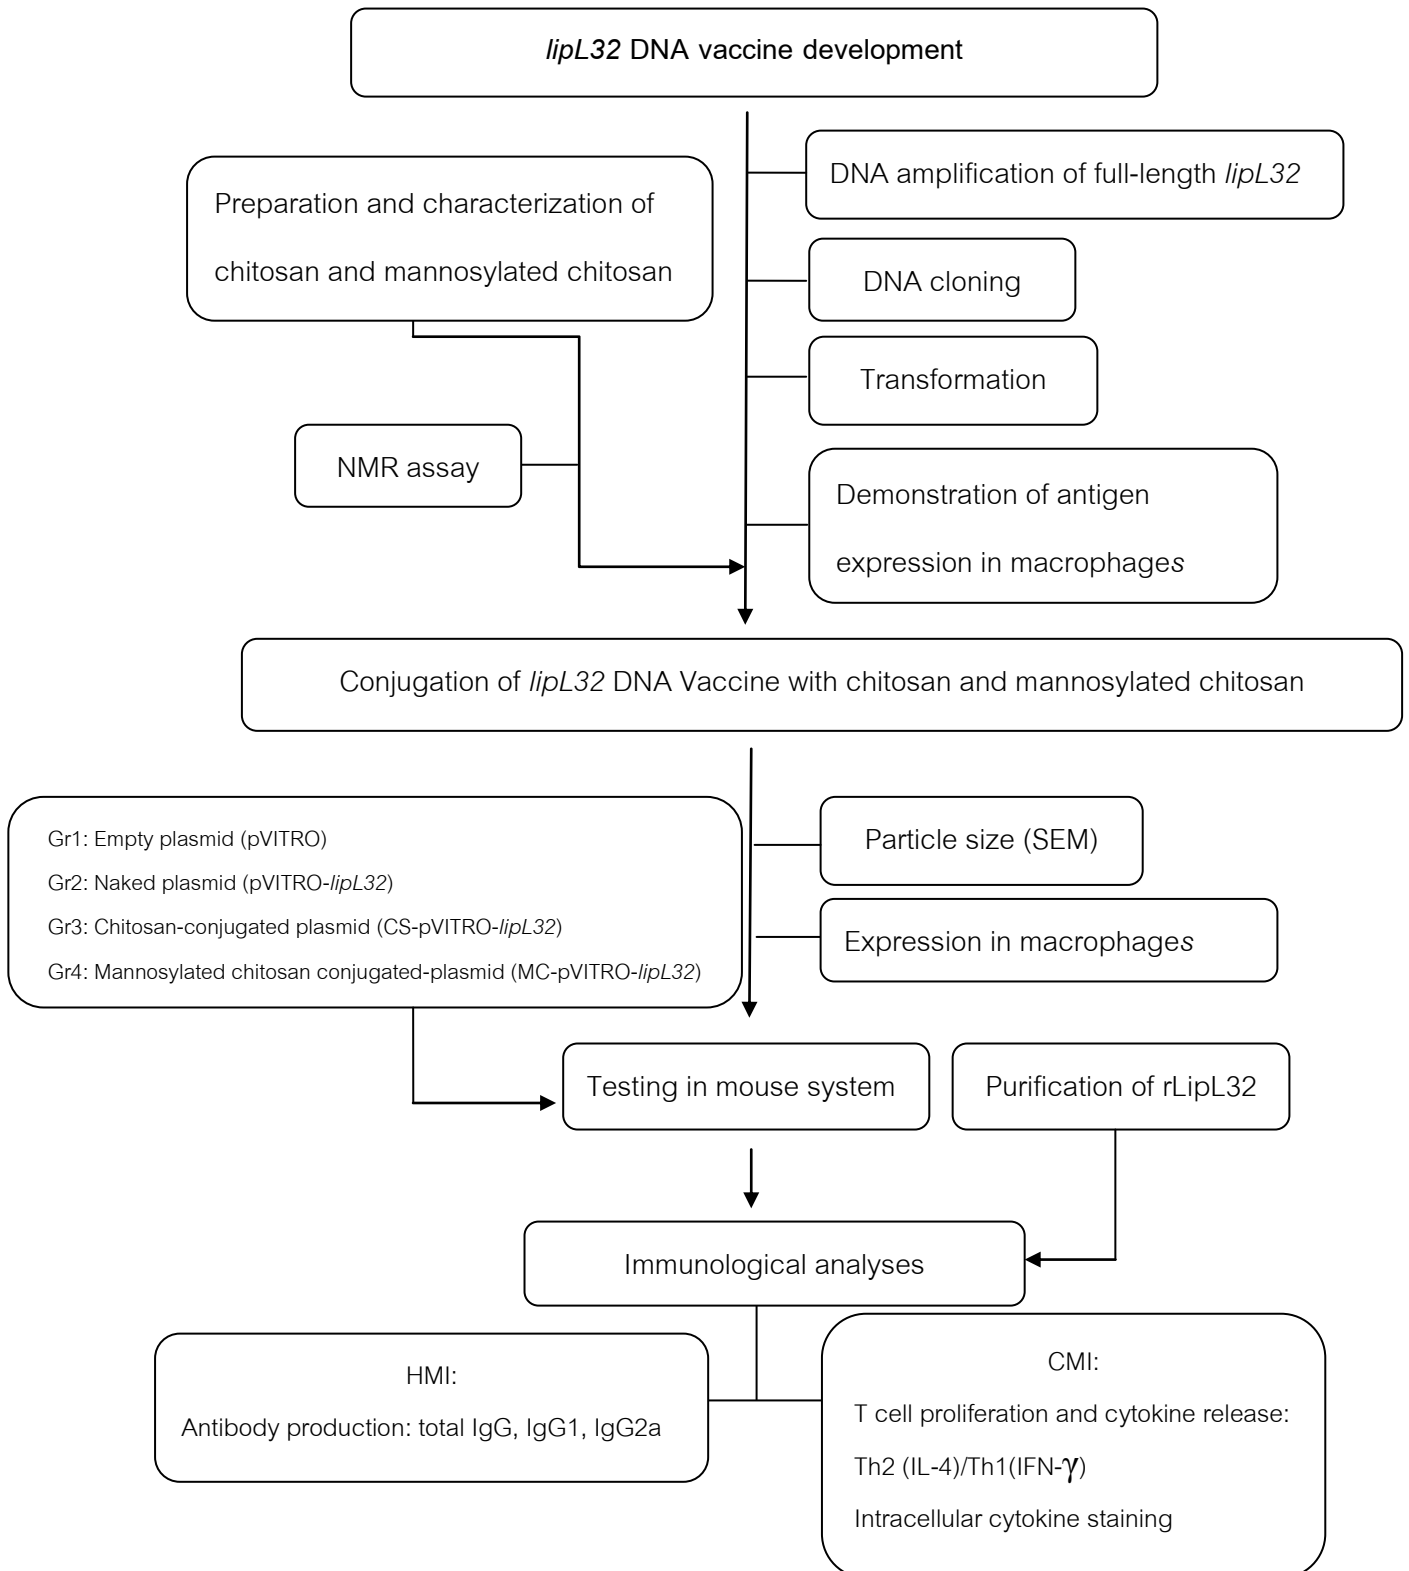 lipL32 DNA vaccine development
Preparation and characterization of
chitosan and mannosylated chitosan
DNA amplification of full-length lipL32
DNA cloning
Transformation
NMR assay
Demonstration of antigen
expression in macrophages
Conjugation of lipL32 DNA Vaccine with chitosan and mannosylated chitosan
Gr1: Empty plasmid (pVITRO)
Gr2: Naked plasmid (pVITRO-lipL32)
Gr3: Chitosan-conjugated plasmid (CS-pVITRO-lipL32)
Gr4: Mannosylated chitosan conjugated-plasmid (MC-pVITRO-lipL32)
Particle size (SEM)
Expression in macrophages
Testing in mouse system
Purification of rLipL32
Immunological analyses
HMI:
Antibody production: total IgG, IgG1, IgG2a
CMI:
T cell proliferation and cytokine release:
Th2 (IL-4)/Th1(IFN-γ)
Intracellular cytokine staining